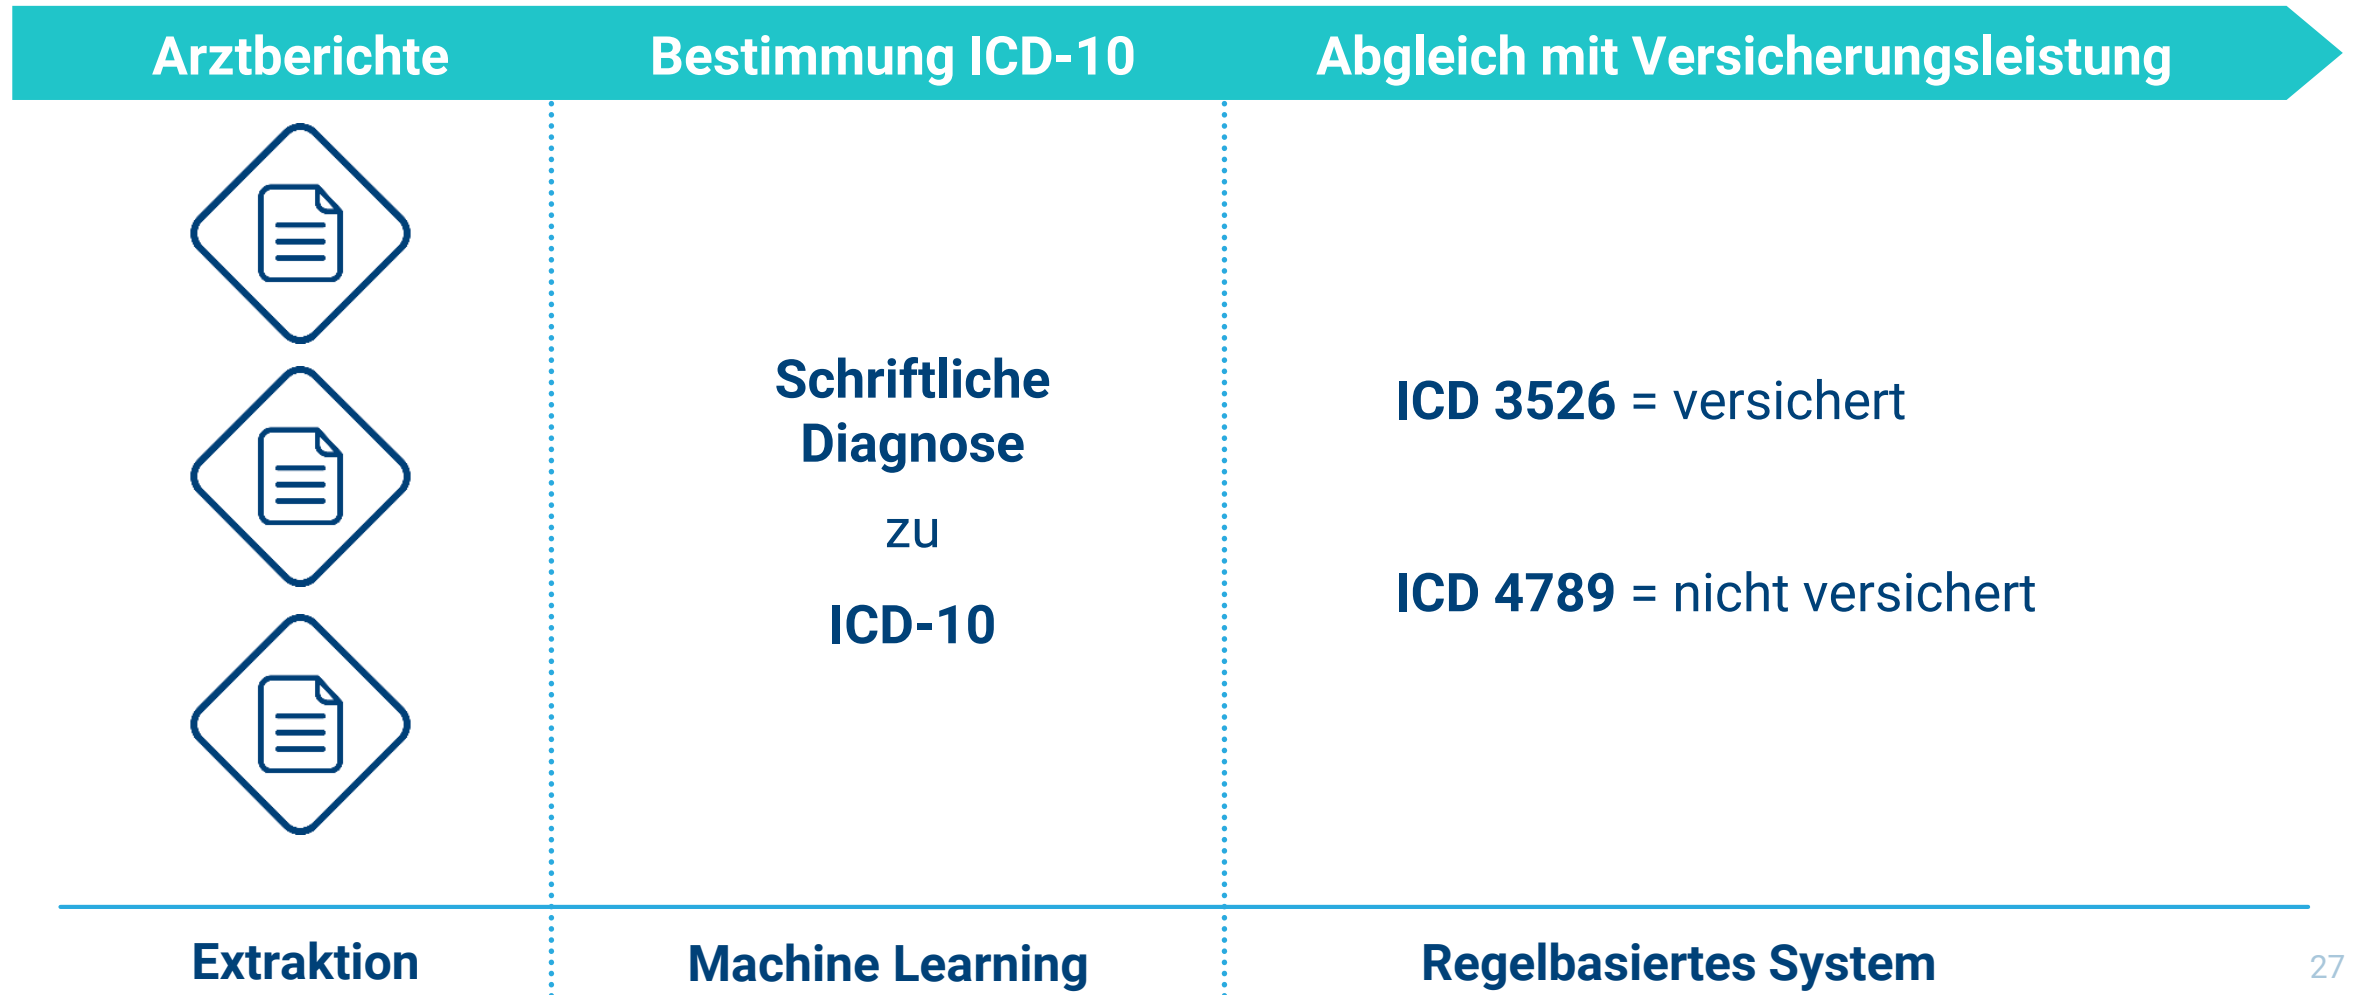 Arztberichte
Bestimmung ICD-10
Abgleich mit Versicherungsleistung
Schriftliche
Diagnose
zu
ICD-10
ICD 3526 = versichert
ICD 4789 = nicht versichert
Extraktion
Machine Learning
Regelbasiertes System
27